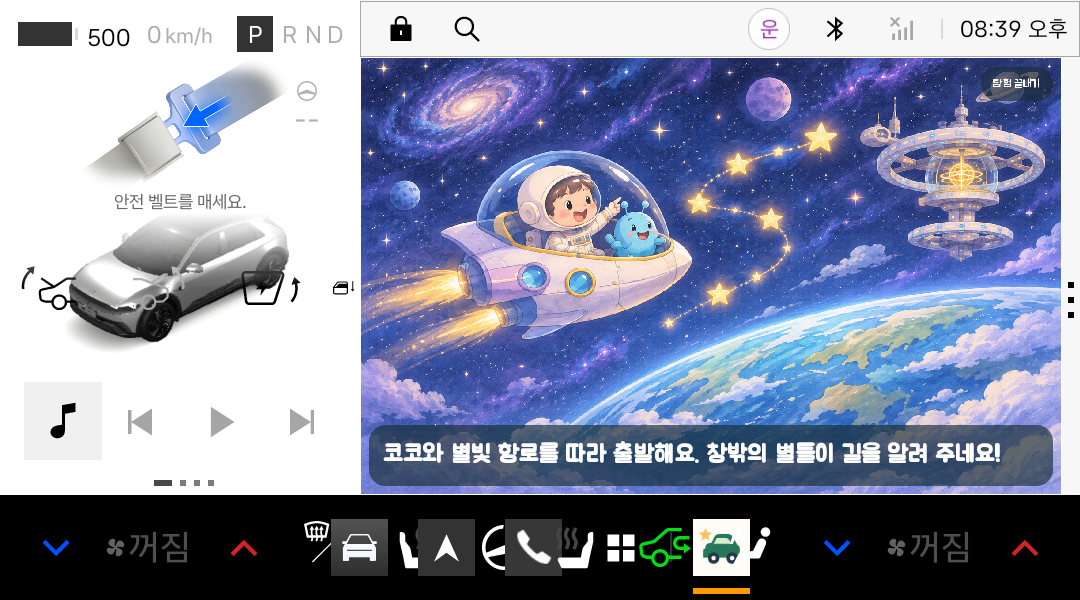 500 0 km/h P R N D
운 08:39 오후
탐험 끝내기
안전 벨트를 매세요.
코코와 별빛 항로를 따라 출발해요. 창밖의 별들이 길을 알려 주네요!
꺼짐 꺼짐